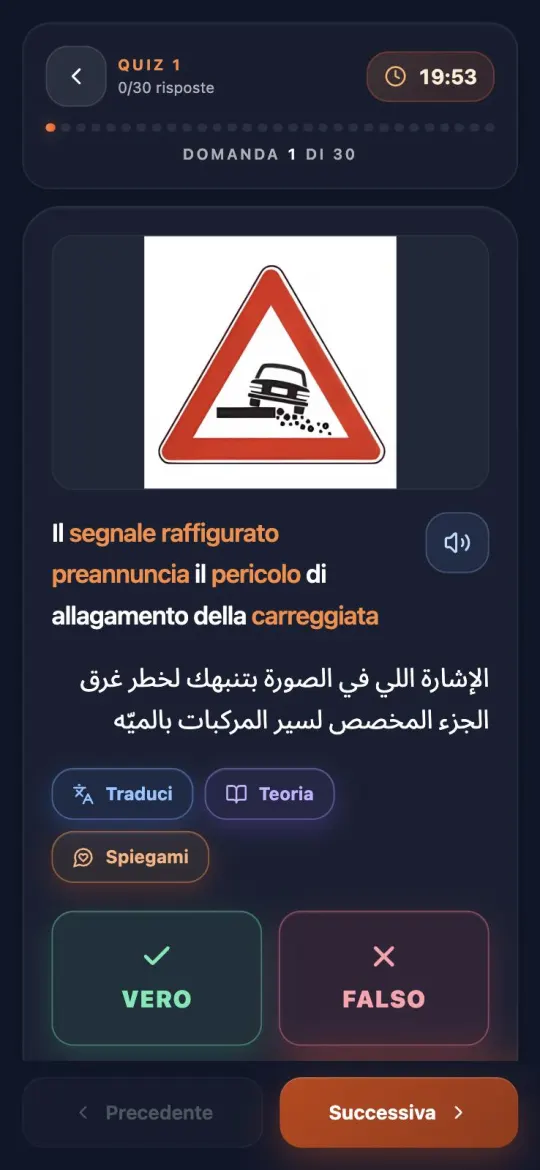 QUIZ 1
0/30 risposte
19:53
DOMANDA 1 DI 30
Il segnale raffigurato
preannuncia il pericolo di
allagamento della carreggiata
الإشارة اللي في الصورة بتنبهك لخطر غرق
الجزء المخصص لسير المركبات بالميّه
Traduci
Teoria
Spiegami
VERO
FALSO
Precedente
Successiva